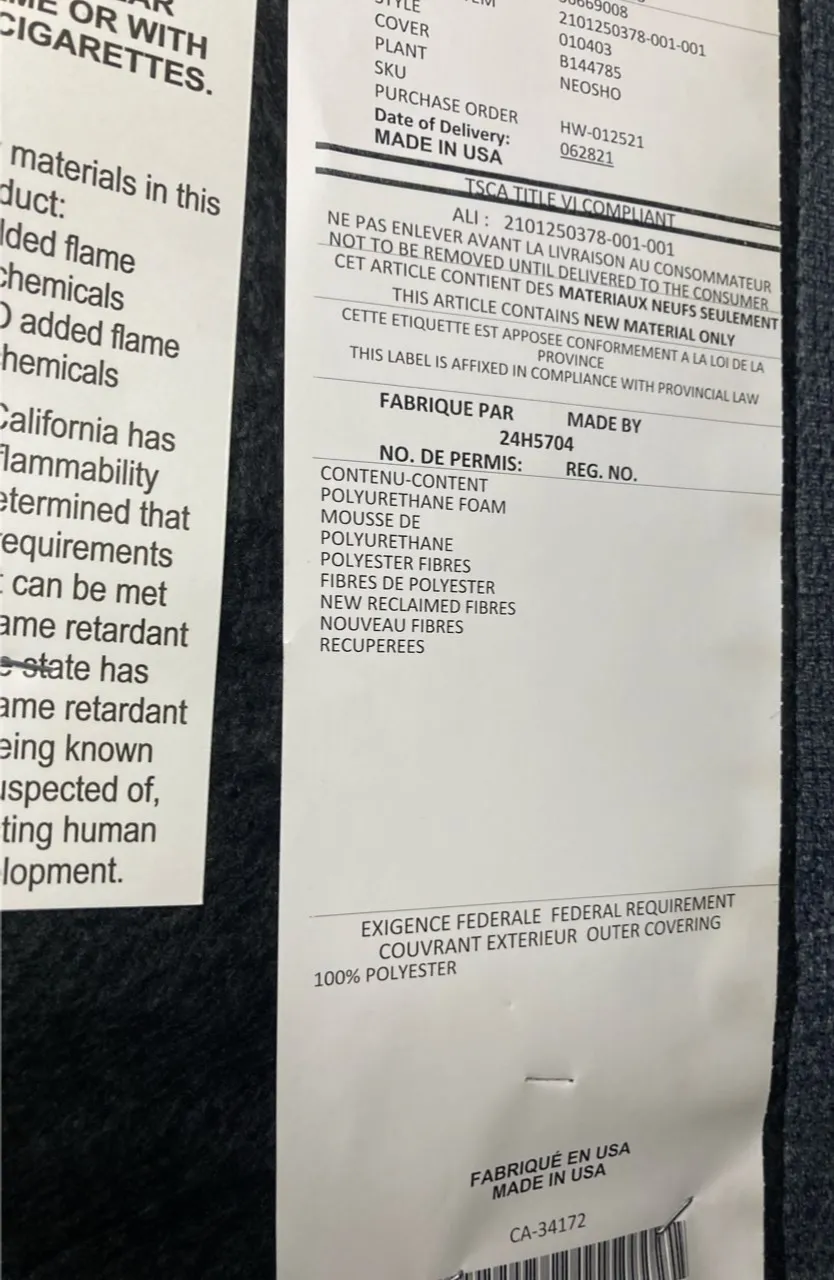 ME OR WITH
CIGARETTES.
materials in this
duct:
dded flame
chemicals
O added flame
hemicals
California has
flammability
etermined that
requirements
can be met
ame retardant
state has
ame retardant
eing known
uspected of,
ting human
lopment.
STYLE
COVER
PLANT
SKU
PURCHASE ORDER
Date of Delivery:
MADE IN USA
2101250378-001-001
010403
B144785
NEOSHO
HW-012521
062821
TSCA TITLE VI COMPLIANT
ALI : 2101250378-001-001
NE PAS ENLEVER AVANT LA LIVRAISON AU CONSOMMATEUR
NOT TO BE REMOVED UNTIL DELIVERED TO THE CONSUMER
CET ARTICLE CONTIENT DES MATERIAUX NEUFS SEULEMENT
THIS ARTICLE CONTAINS NEW MATERIAL ONLY
CETTE ETIQUETTE EST APPOSEE CONFORMEMENT A LA LOI DE LA
PROVINCE
THIS LABEL IS AFFIXED IN COMPLIANCE WITH PROVINCIAL LAW
FABRIQUE PAR MADE BY
24H5704
NO. DE PERMIS: REG. NO.
CONTENU-CONTENT
POLYURETHANE FOAM
MOUSSE DE
POLYURETHANE
POLYESTER FIBRES
FIBRES DE POLYESTER
NEW RECLAIMED FIBRES
NOUVEAU FIBRES
RECUPEREES
EXIGENCE FEDERALE FEDERAL REQUIREMENT
COUVRANT EXTERIEUR OUTER COVERING
100% POLYESTER
FABRIQUÉ EN USA
MADE IN USA
CA-34172